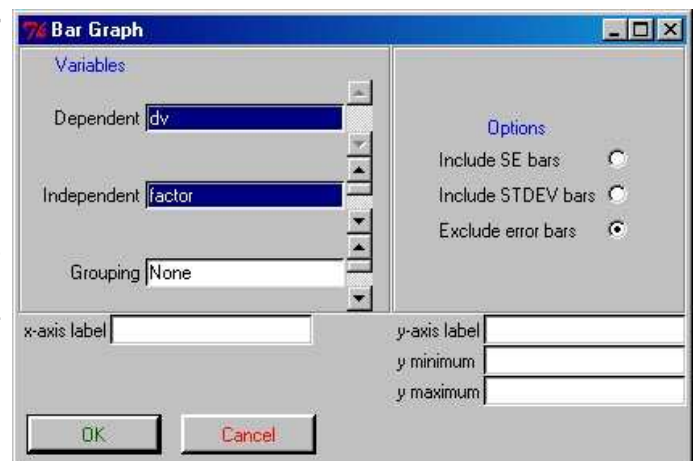 Bar Graph
Variables
Dependent dv
Independent factor
Grouping None
Options
Include SE bars
Include STDEV bars
Exclude error bars
x-axis label
y-axis label
y minimum
y maximum
OK
Cancel